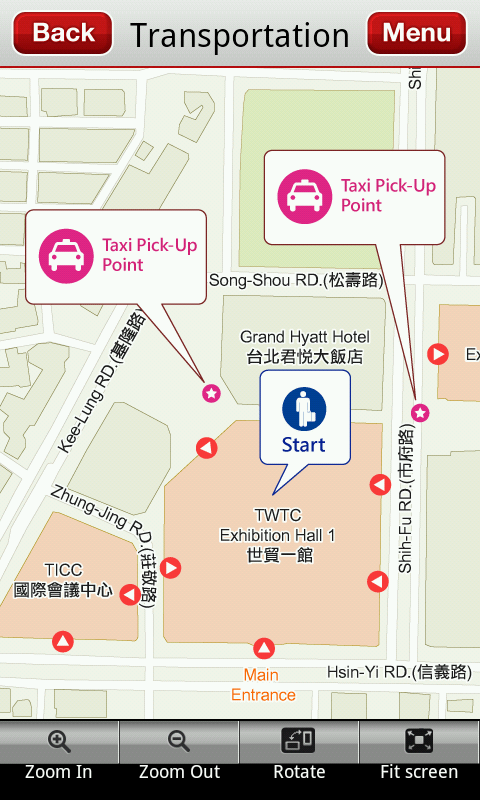 Back
Transportation
Menu
Shi
Taxi Pick-Up
Point
Taxi Pick-Up
Point
Song-Shou RD.(松壽路)
Grand Hyatt Hotel
台北君悦大飯店
Kee-Lung RD.(基隆路)
Ex
Start
TWTC
Exhibition Hall 1
世貿一館
Shih-Fu RD.(市府路)
Zhung-Jing RD.(莊敬路)
TICC
國際會議中心
Hsin-Yi RD.(信義路)
Main
Entrance
Zoom In
Zoom Out
Rotate
Fit screen